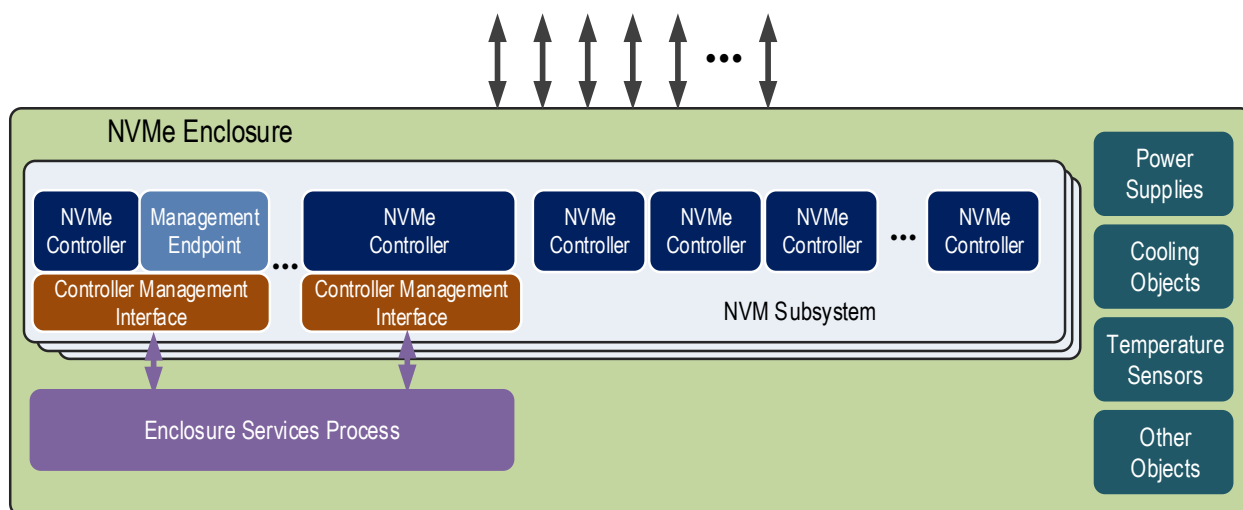 •••
NVMe Enclosure
NVMe
Controller
Management
Endpoint
•••
NVMe
Controller
NVMe
Controller
NVMe
Controller
NVMe
Controller
•••
NVMe
Controller
Controller Management
Interface
Controller Management
Interface
NVM Subsystem
Enclosure Services Process
Power
Supplies
Cooling
Objects
Temperature
Sensors
Other
Objects